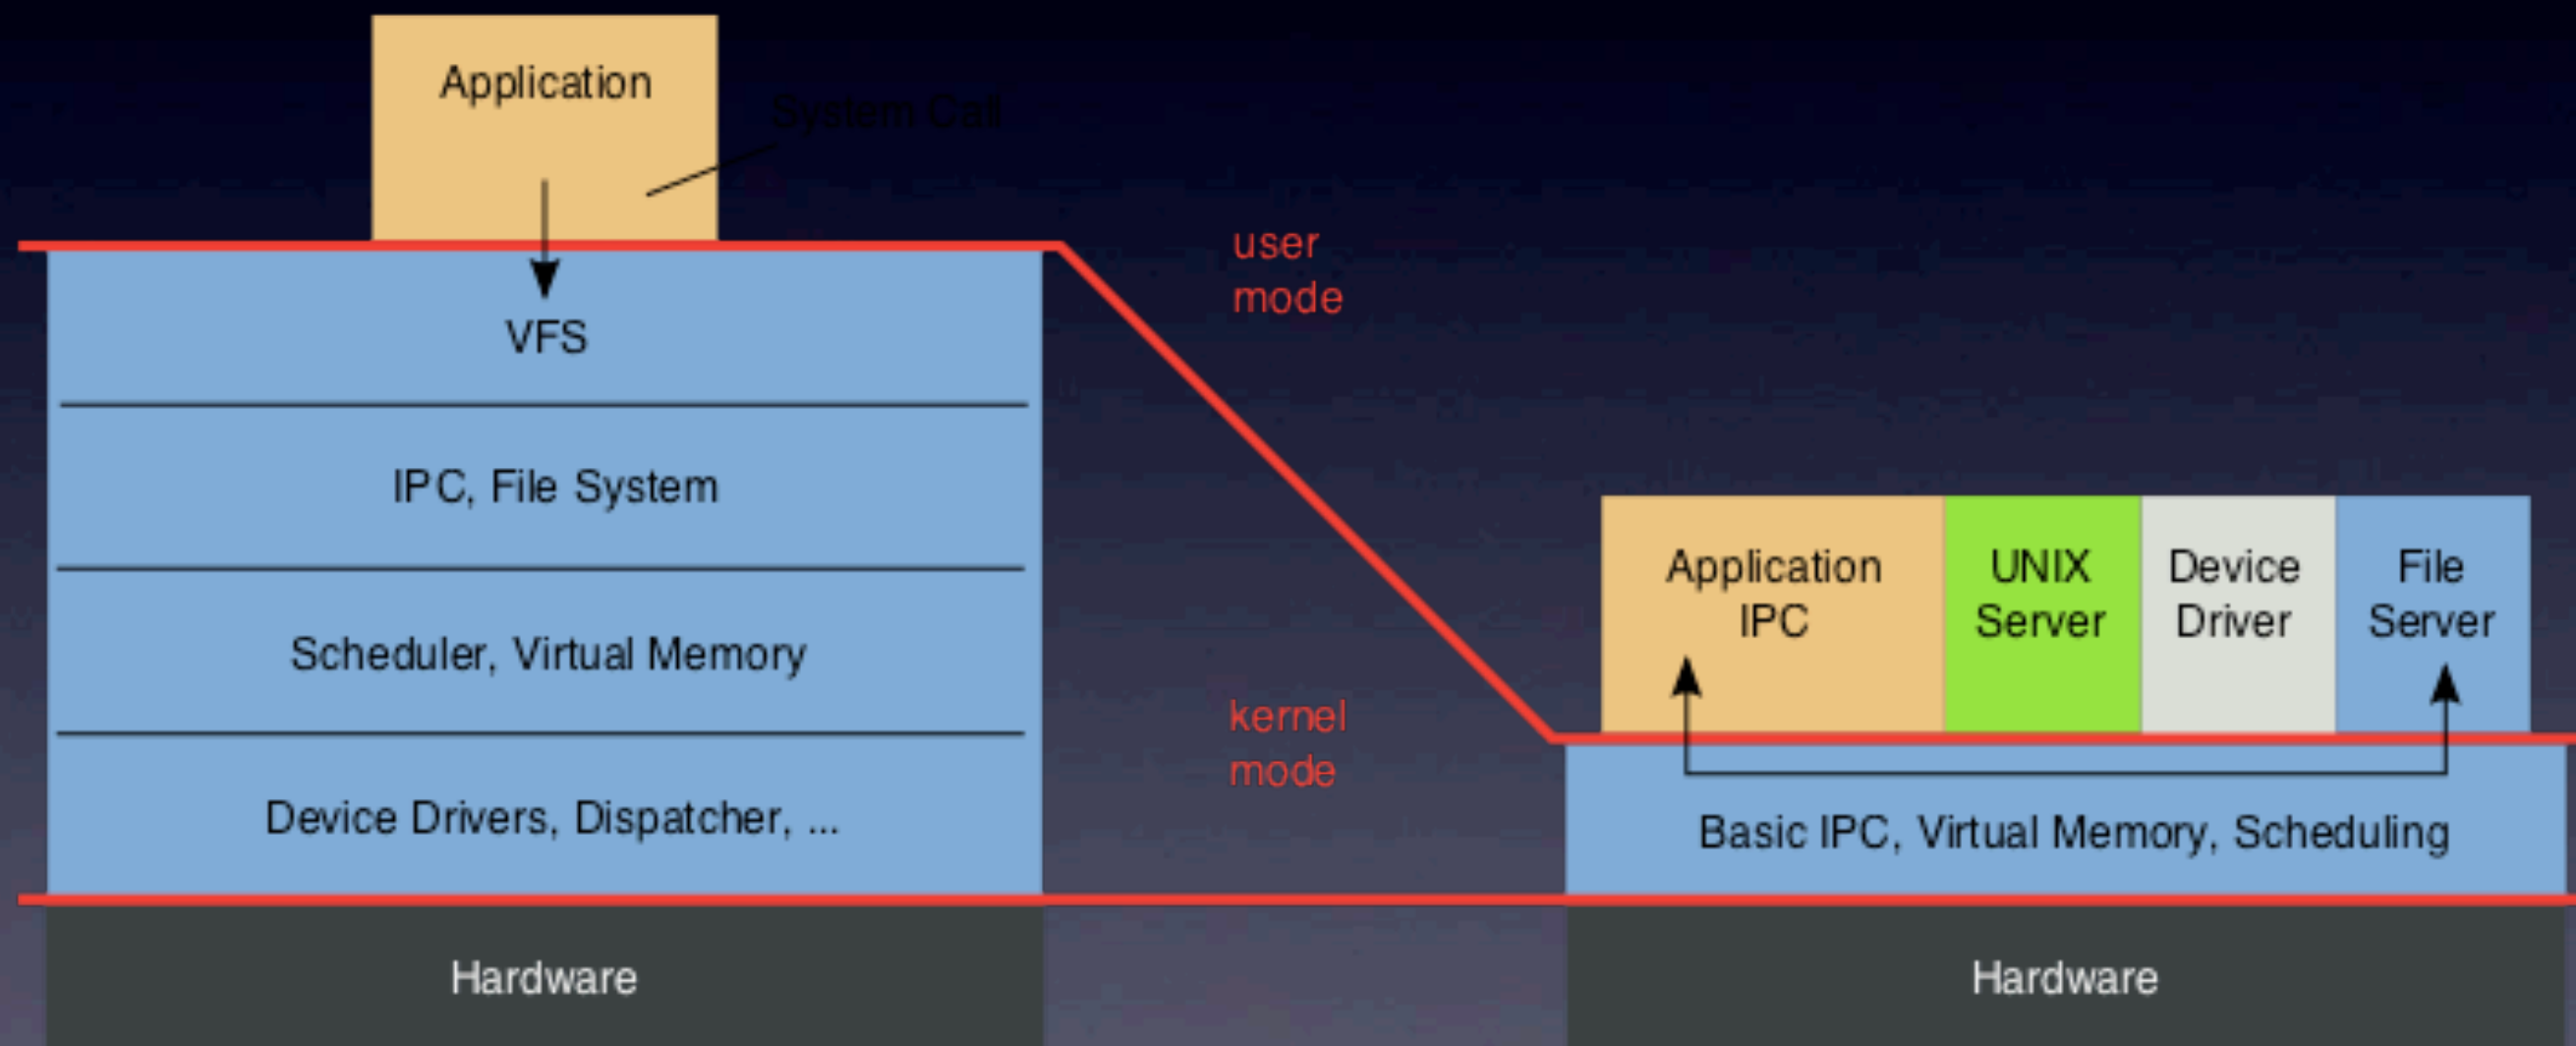 Application
System Call
VFS
IPC, File System
Scheduler, Virtual Memory
Device Drivers, Dispatcher, ...
Hardware
user
mode
kernel
mode
Application
IPC
UNIX
Server
Device
Driver
File
Server
Basic IPC, Virtual Memory, Scheduling
Hardware